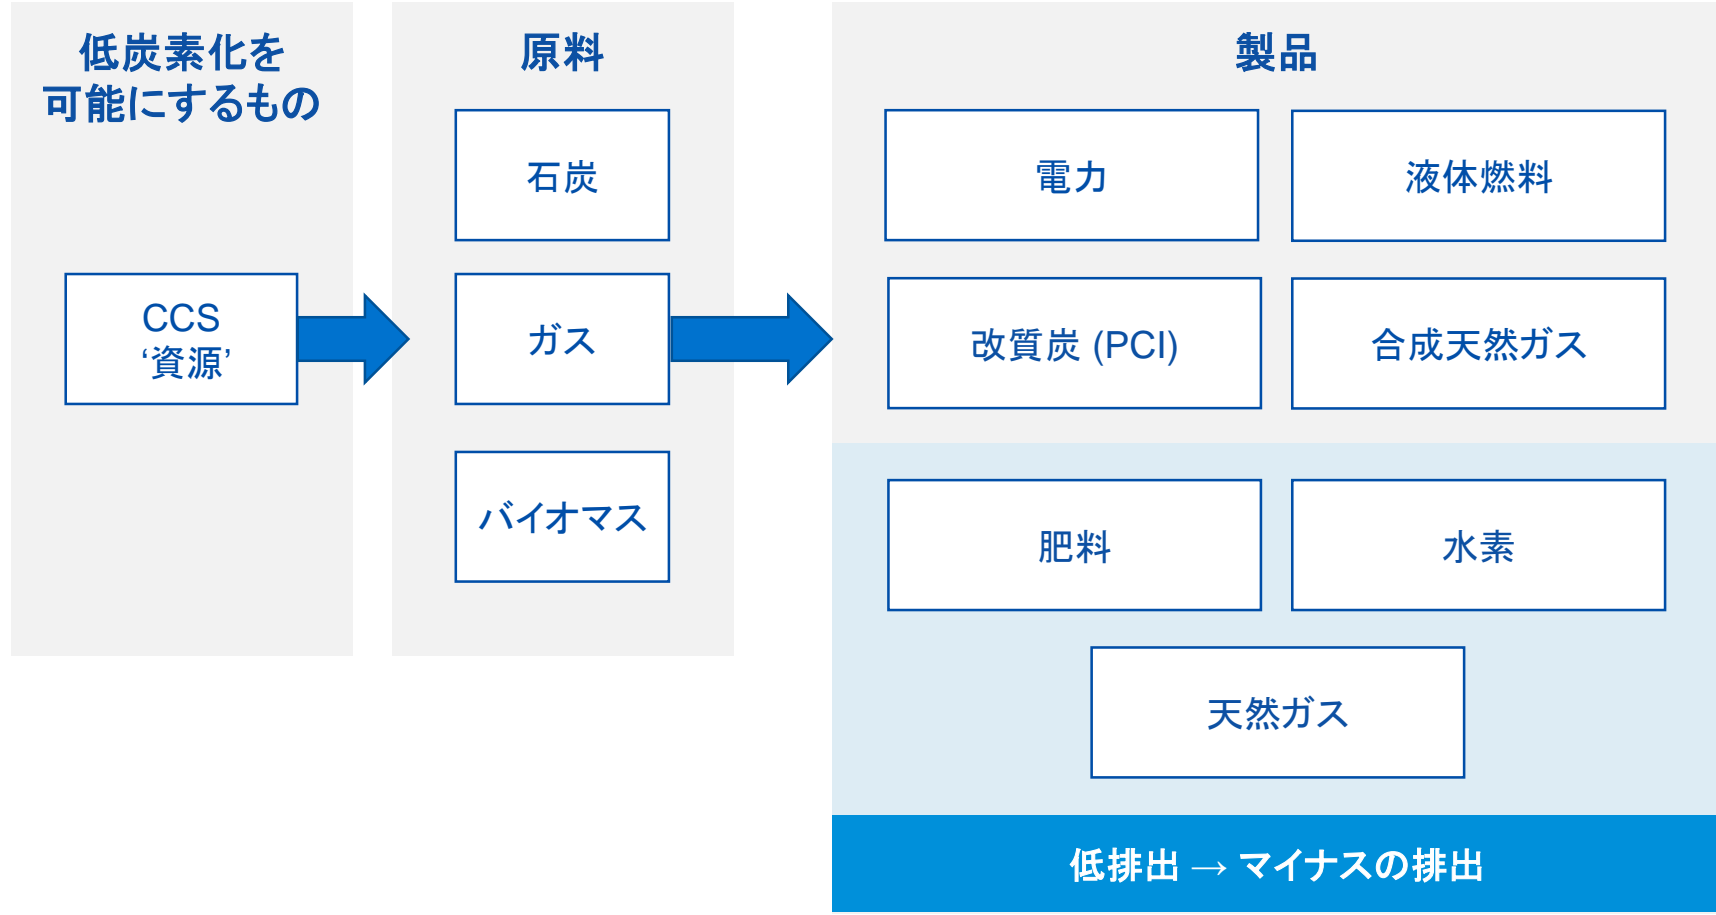 低炭素化を
可能にするもの
CCS
‘資源’
原料
石炭
ガス
バイオマス
製品
電力
液体燃料
改質炭 (PCI)
合成天然ガス
肥料
水素
天然ガス
低排出 → マイナスの排出